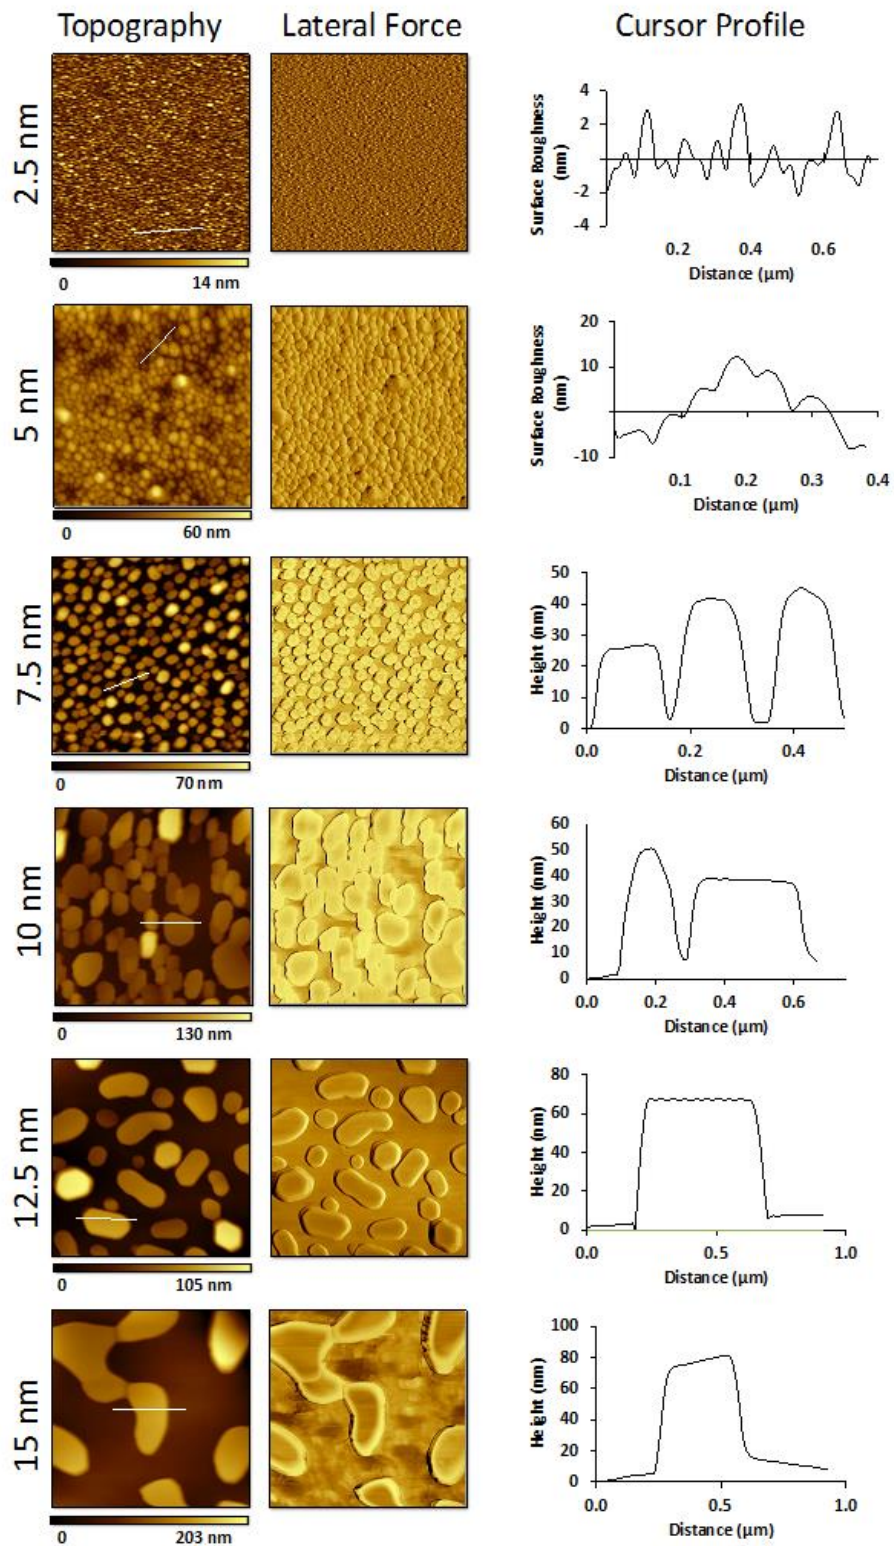 Topography Lateral Force Cursor Profile
2.5 nm
0 14 nm
Surface Roughness
(nm)
4
2
-2
-4
0.2 0.4 0.6
Distance (μm)
5 nm
0 60 nm
Surface Roughness
(nm)
20
10
-10
0.1 0.2 0.3 0.4
Distance (μm)
7.5 nm
0 70 nm
Height (nm)
50
40
30
20
10
0
0.0 0.2 0.4
Distance (μm)
10 nm
0 130 nm
Height (nm)
60
50
40
30
20
10
0
0.0 0.2 0.4 0.6
Distance (μm)
12.5 nm
0 105 nm
Height (nm)
80
60
40
20
0
0.0 0.5 1.0
Distance (μm)
15 nm
0 203 nm
Height (nm)
100
80
60
40
20
0
0.0 0.5 1.0
Distance (μm)